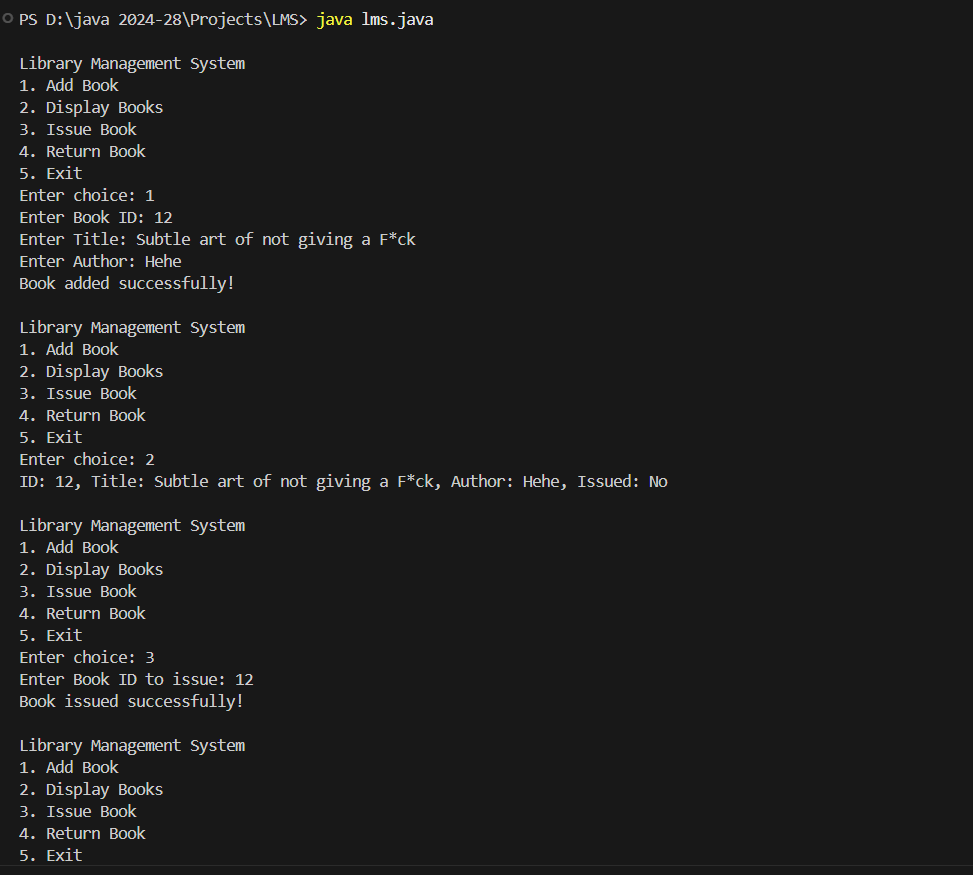 PS D:\java 2024-28\Projects\LMS> java lms.java
Library Management System
1. Add Book
2. Display Books
3. Issue Book
4. Return Book
5. Exit
Enter choice: 1
Enter Book ID: 12
Enter Title: Subtle art of not giving a F*ck
Enter Author: Hehe
Book added successfully!
Library Management System
1. Add Book
2. Display Books
3. Issue Book
4. Return Book
5. Exit
Enter choice: 2
ID: 12, Title: Subtle art of not giving a F*ck, Author: Hehe, Issued: No
Library Management System
1. Add Book
2. Display Books
3. Issue Book
4. Return Book
5. Exit
Enter choice: 3
Enter Book ID to issue: 12
Book issued successfully!
Library Management System
1. Add Book
2. Display Books
3. Issue Book
4. Return Book
5. Exit